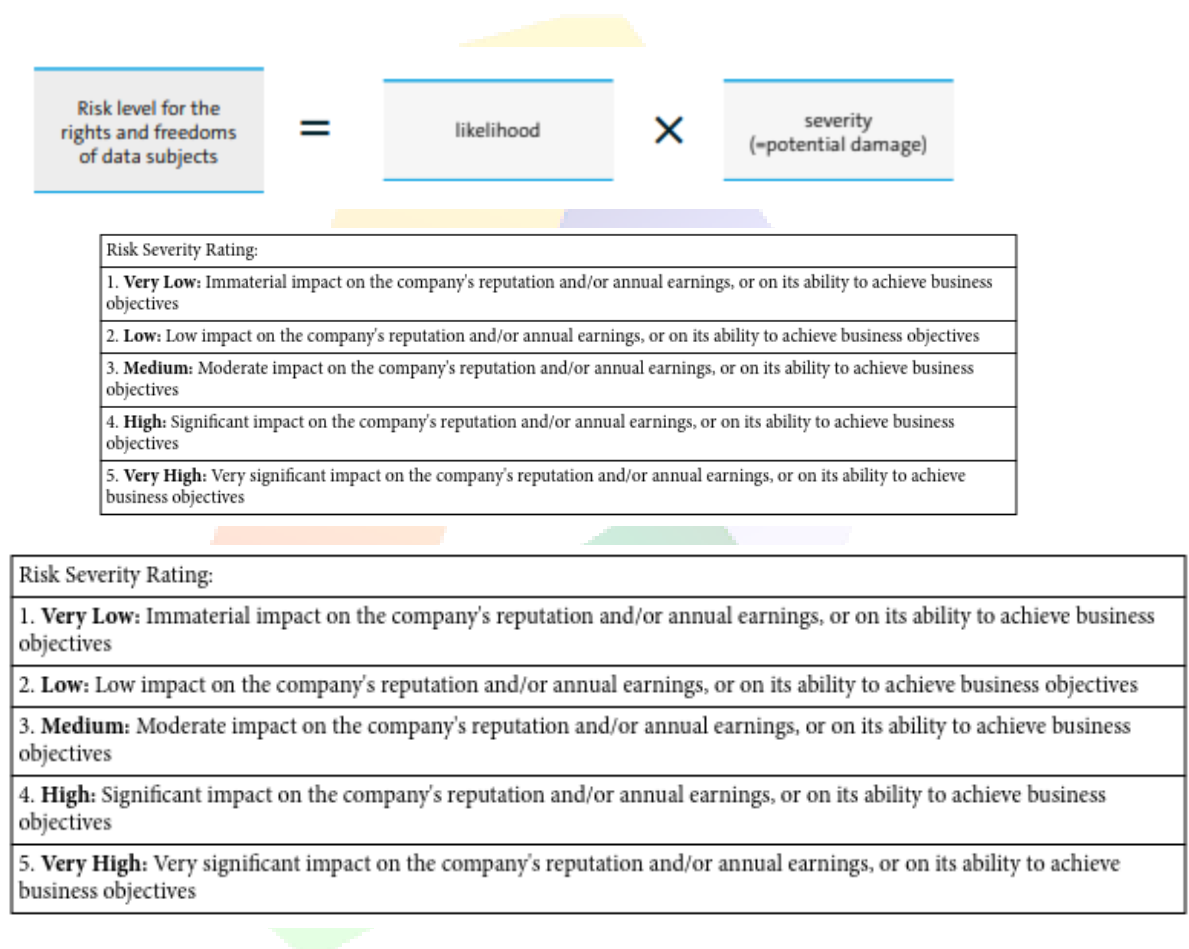 Risk level for the
rights and freedoms
of data subjects
=
likelihood
×
severity
(=potential damage)
Risk Severity Rating:
1. Very Low: Immaterial impact on the company's reputation and/or annual earnings, or on its ability to achieve business
objectives
2. Low: Low impact on the company's reputation and/or annual earnings, or on its ability to achieve business objectives
3. Medium: Moderate impact on the company's reputation and/or annual earnings, or on its ability to achieve business
objectives
4. High: Significant impact on the company's reputation and/or annual earnings, or on its ability to achieve business
objectives
5. Very High: Very significant impact on the company's reputation and/or annual earnings, or on its ability to achieve
business objectives
Risk Severity Rating:
1. Very Low: Immaterial impact on the company's reputation and/or annual earnings, or on its ability to achieve business
objectives
2. Low: Low impact on the company's reputation and/or annual earnings, or on its ability to achieve business objectives
3. Medium: Moderate impact on the company's reputation and/or annual earnings, or on its ability to achieve business
objectives
4. High: Significant impact on the company's reputation and/or annual earnings, or on its ability to achieve business
objectives
5. Very High: Very significant impact on the company's reputation and/or annual earnings, or on its ability to achieve
business objectives